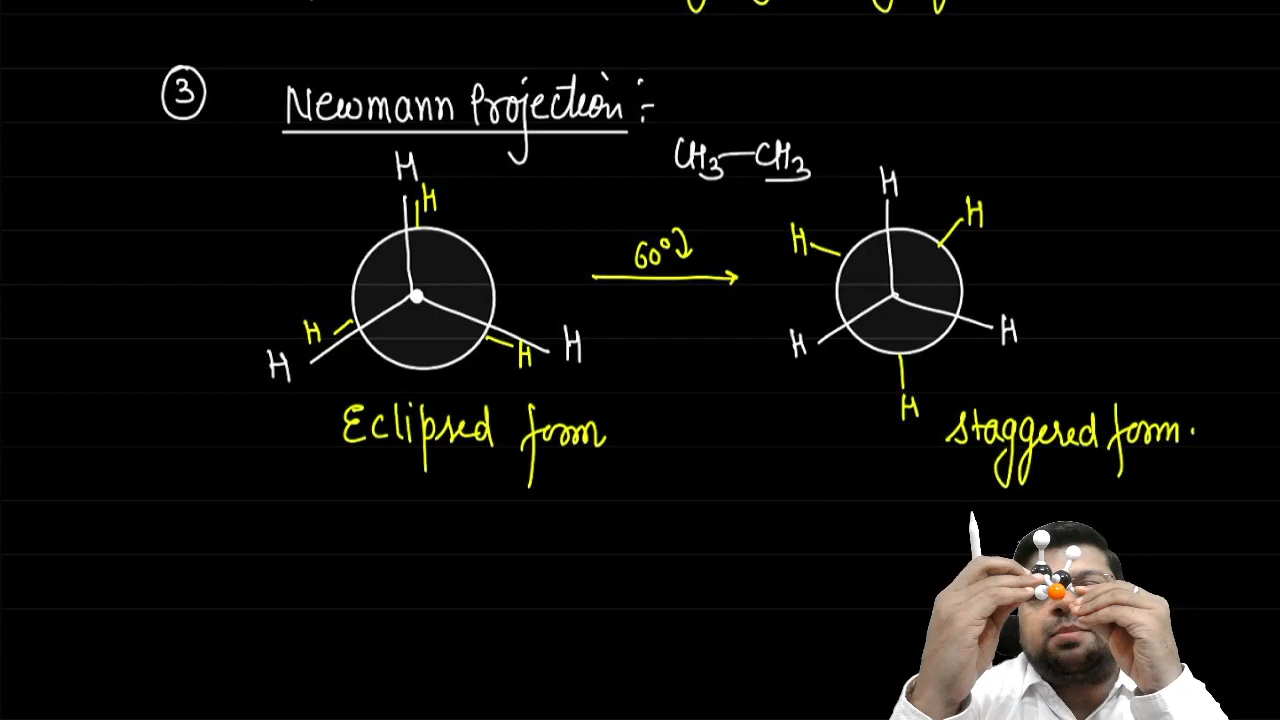 ③ Newmann Projection :-
CH3—CH3
H
H
H
H
H
H
Eclipsed form
60°
H
H
H
H
H
H
staggered form.